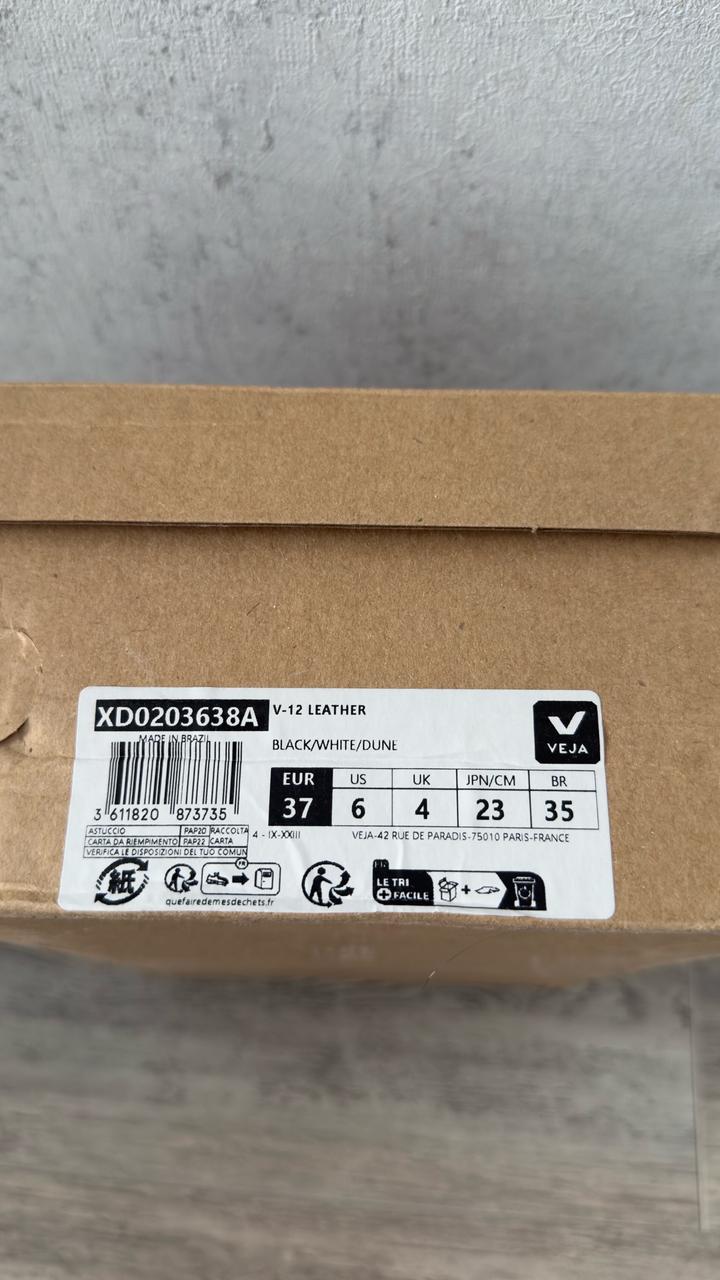 XD0203638A
V-12 LEATHER
MADE IN BRAZIL
BLACK/WHITE/DUNE
VEJA
EUR US UK JPN/CM BR
37 6 4 23 35
3 611820 873735
ASTUCCIO PAP20 RACCOLTA
CARTA DA RIEMPIMENTO PAP22 CARTA
VERIFICA LE DISPOSIZIONI DEL TUO COMUN
4 - IX-XXIII
VEJA-42 RUE DE PARADIS-75010 PARIS-FRANCE
紙
FR
quefairedemesdechets.fr
FR
LE TRI
+ FACILE